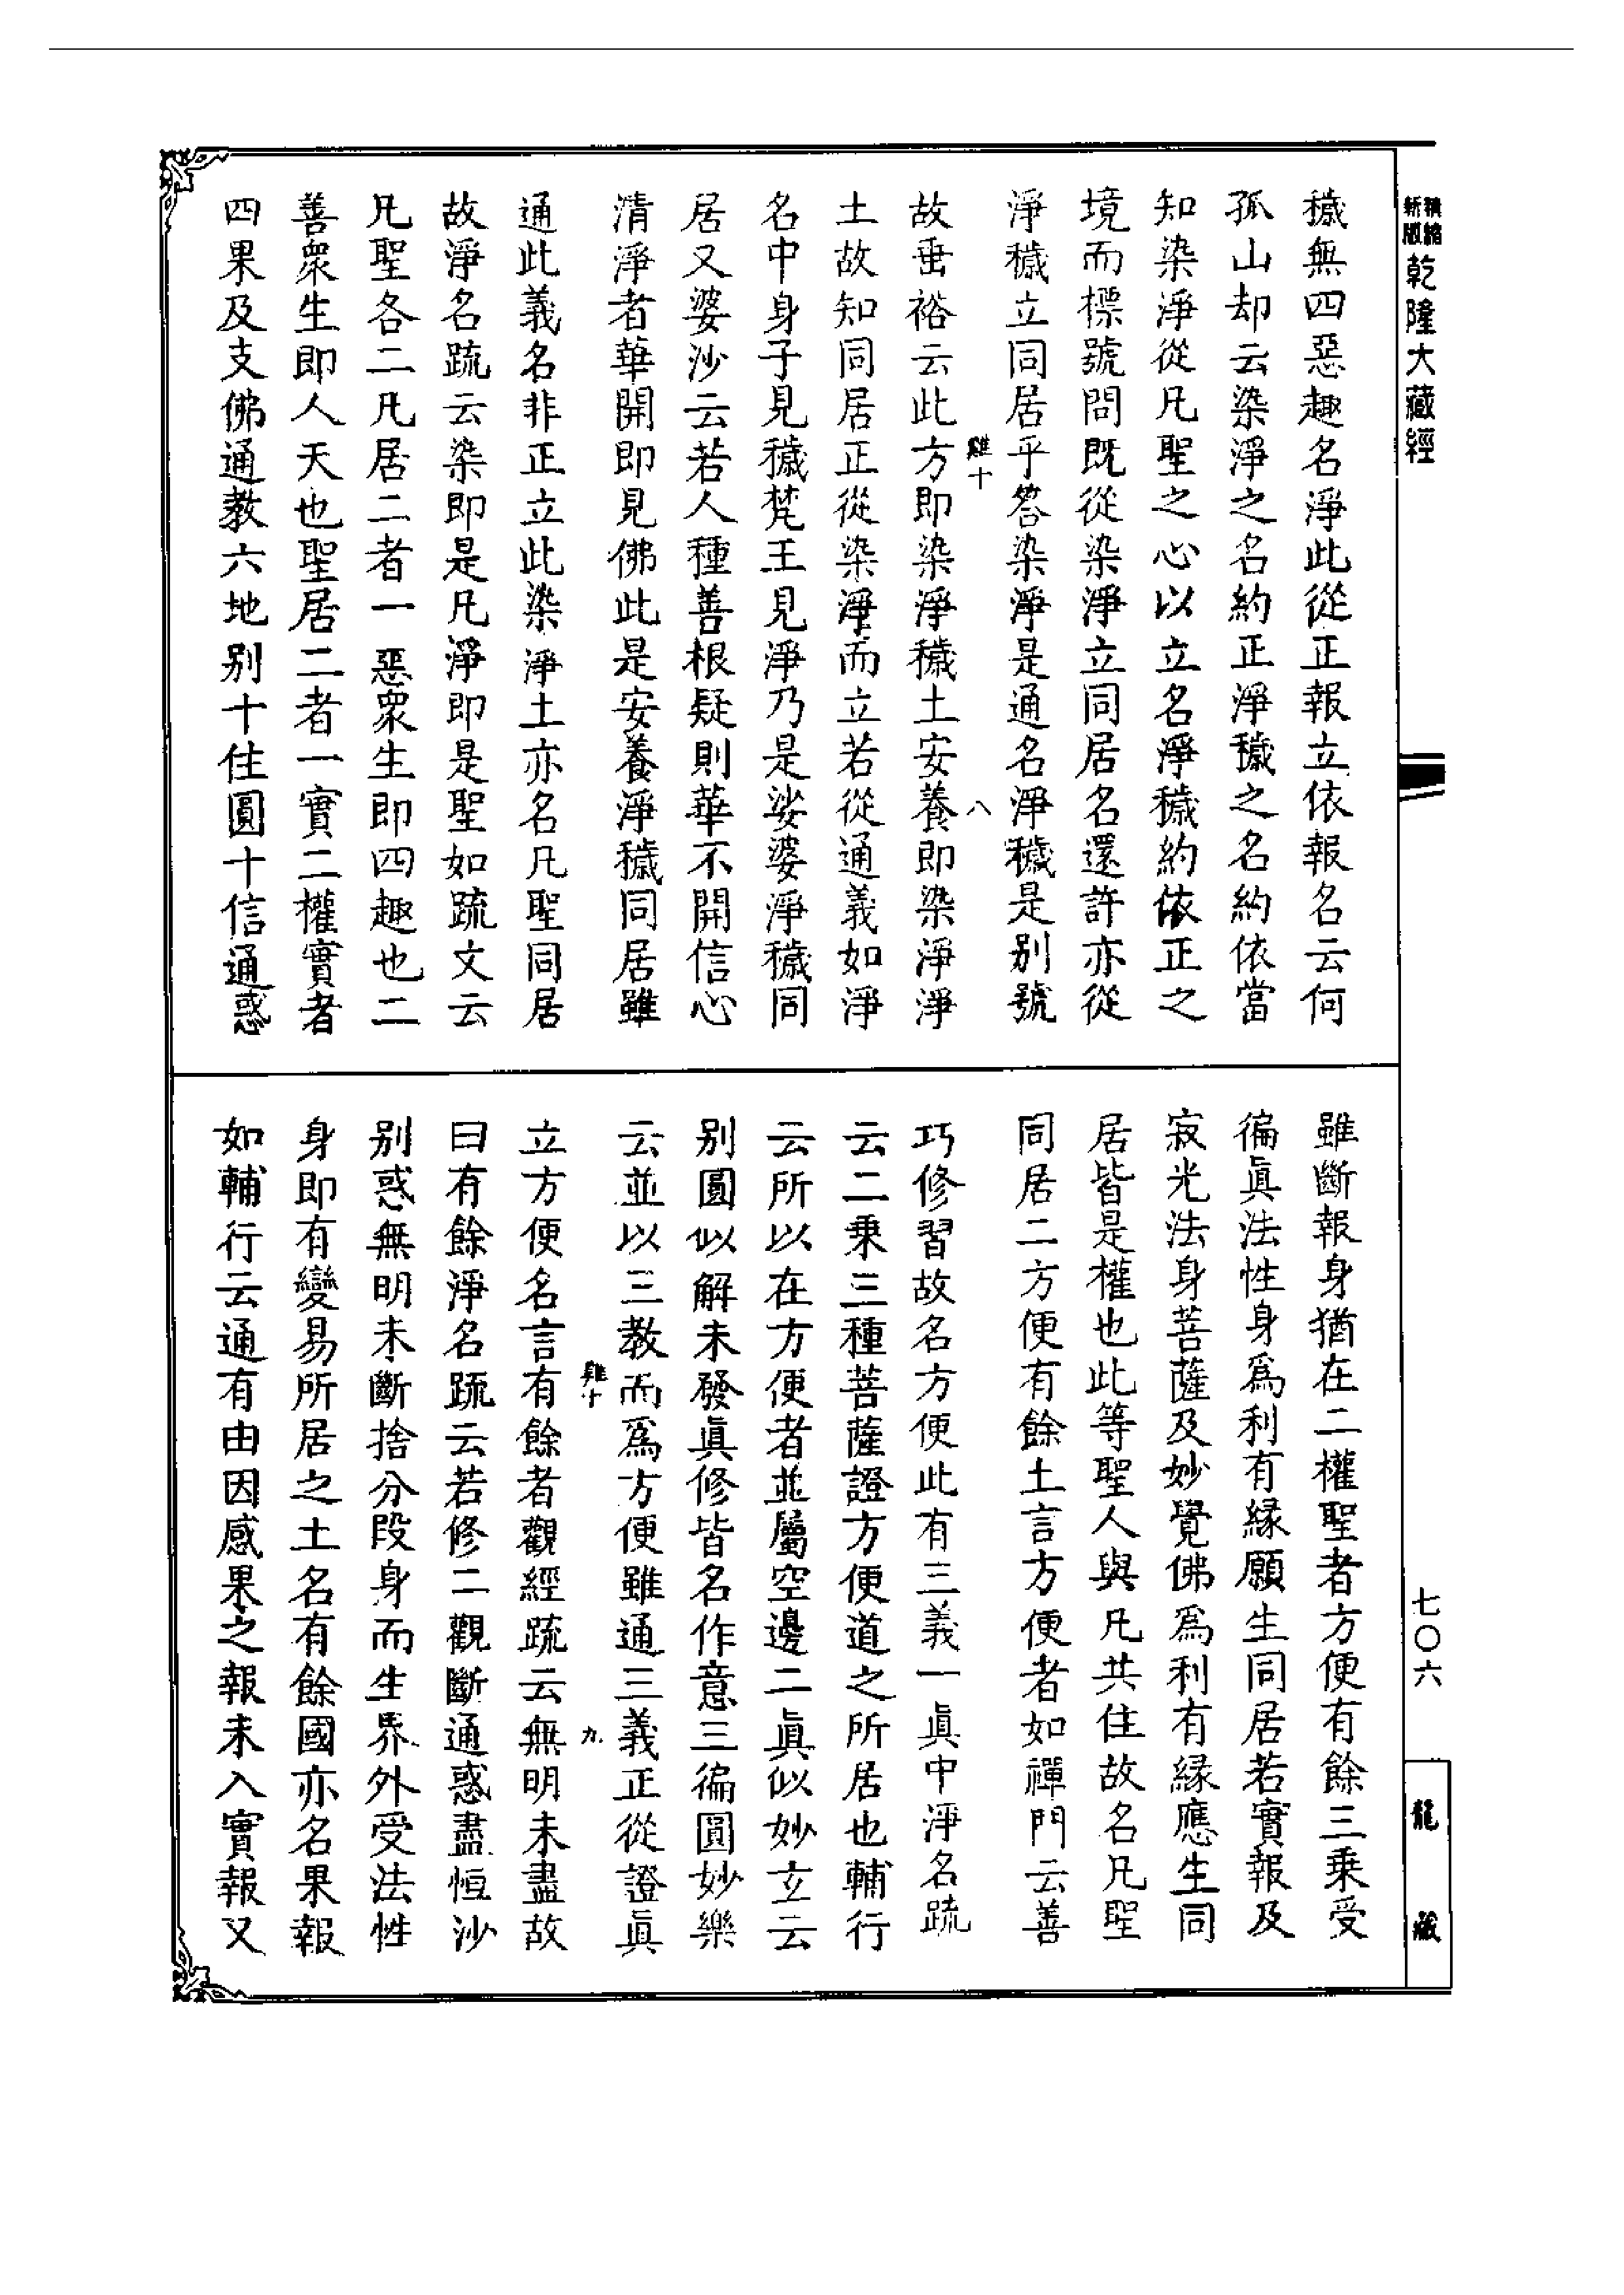 精縮
新版
乾隆大藏經
穢無四惡趣名淨此從正報立依報名云何
孤山却云染淨之名約正淨穢之名約依當
知染淨從凡聖之心以立名淨穢約依正之
境而標號問既從染淨立同居名還許亦從
淨穢立同居乎答染淨是通名淨穢是別號
難十
八
故垂裕云此方即染淨穢土安養即染淨淨
土故知同居正從染淨而立若從通義如淨
名中身子見穢梵王見淨乃是娑婆淨穢同
居又婆沙云若人種善根疑則華不開信心
清淨者華開即見佛此是安養淨穢同居雖
通此義名非正立此染淨土亦名凡聖同居
故淨名疏云染即是凡淨即是聖如疏文云
凡聖各二凡居二者一惡衆生即四趣也二
善衆生即人天也聖居二者一實二權實者
四果及支佛通教六地别十住圓十信通惑
雖斷報身猶在二權聖者方便有餘三乘受
徧眞法性身爲利有緣願生同居若實報及
寂光法身菩薩及妙覺佛爲利有緣應生同
居皆是權也此等聖人與凡共住故名凡聖
同居二方便有餘土言方便者如禪門云善
巧修習故名方便此有三義一眞中淨名疏
云二乘三種菩薩證方便道之所居也輔行
云所以在方便者並屬空邊二眞似妙玄云
别圓似解未發眞修皆名作意三徧圓妙樂
云並以三教而爲方便雖通三義正從證眞
難十
九
立方便名言有餘者觀經疏云無明未盡故
曰有餘淨名疏云若修二觀斷通惑盡恒沙
别惑無明未斷捨分段身而生界外受法性
身即有變易所居之土名有餘國亦名果報
如輔行云通有由因感果之報未入實報又
七〇六
龍藏